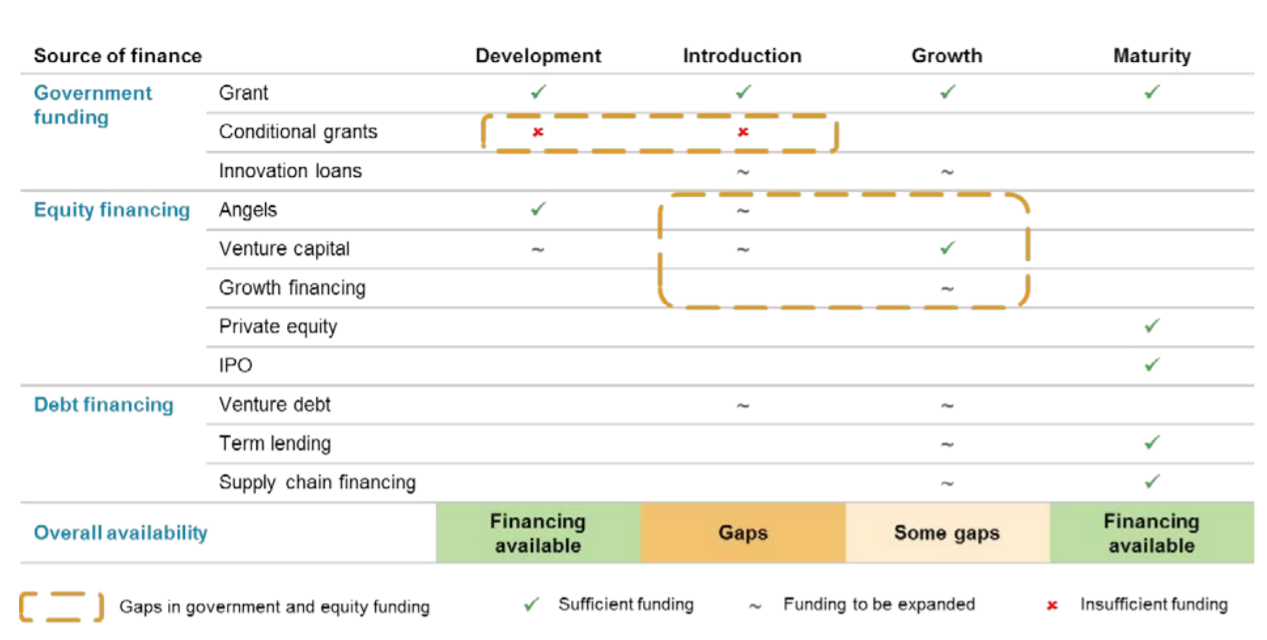 Source of finance Development Introduction Growth Maturity
Government funding Grant ✓ ✓ ✓ ✓
Conditional grants × ×
Innovation loans ~ ~
Equity financing Angels ✓ ~
Venture capital ~ ~ ✓
Growth financing ~
Private equity ✓
IPO ✓
Debt financing Venture debt ~ ~
Term lending ~ ✓
Supply chain financing ~ ✓
Overall availability Financing available Gaps Some gaps Financing available
Gaps in government and equity funding ✓ Sufficient funding ~ Funding to be expanded × Insufficient funding